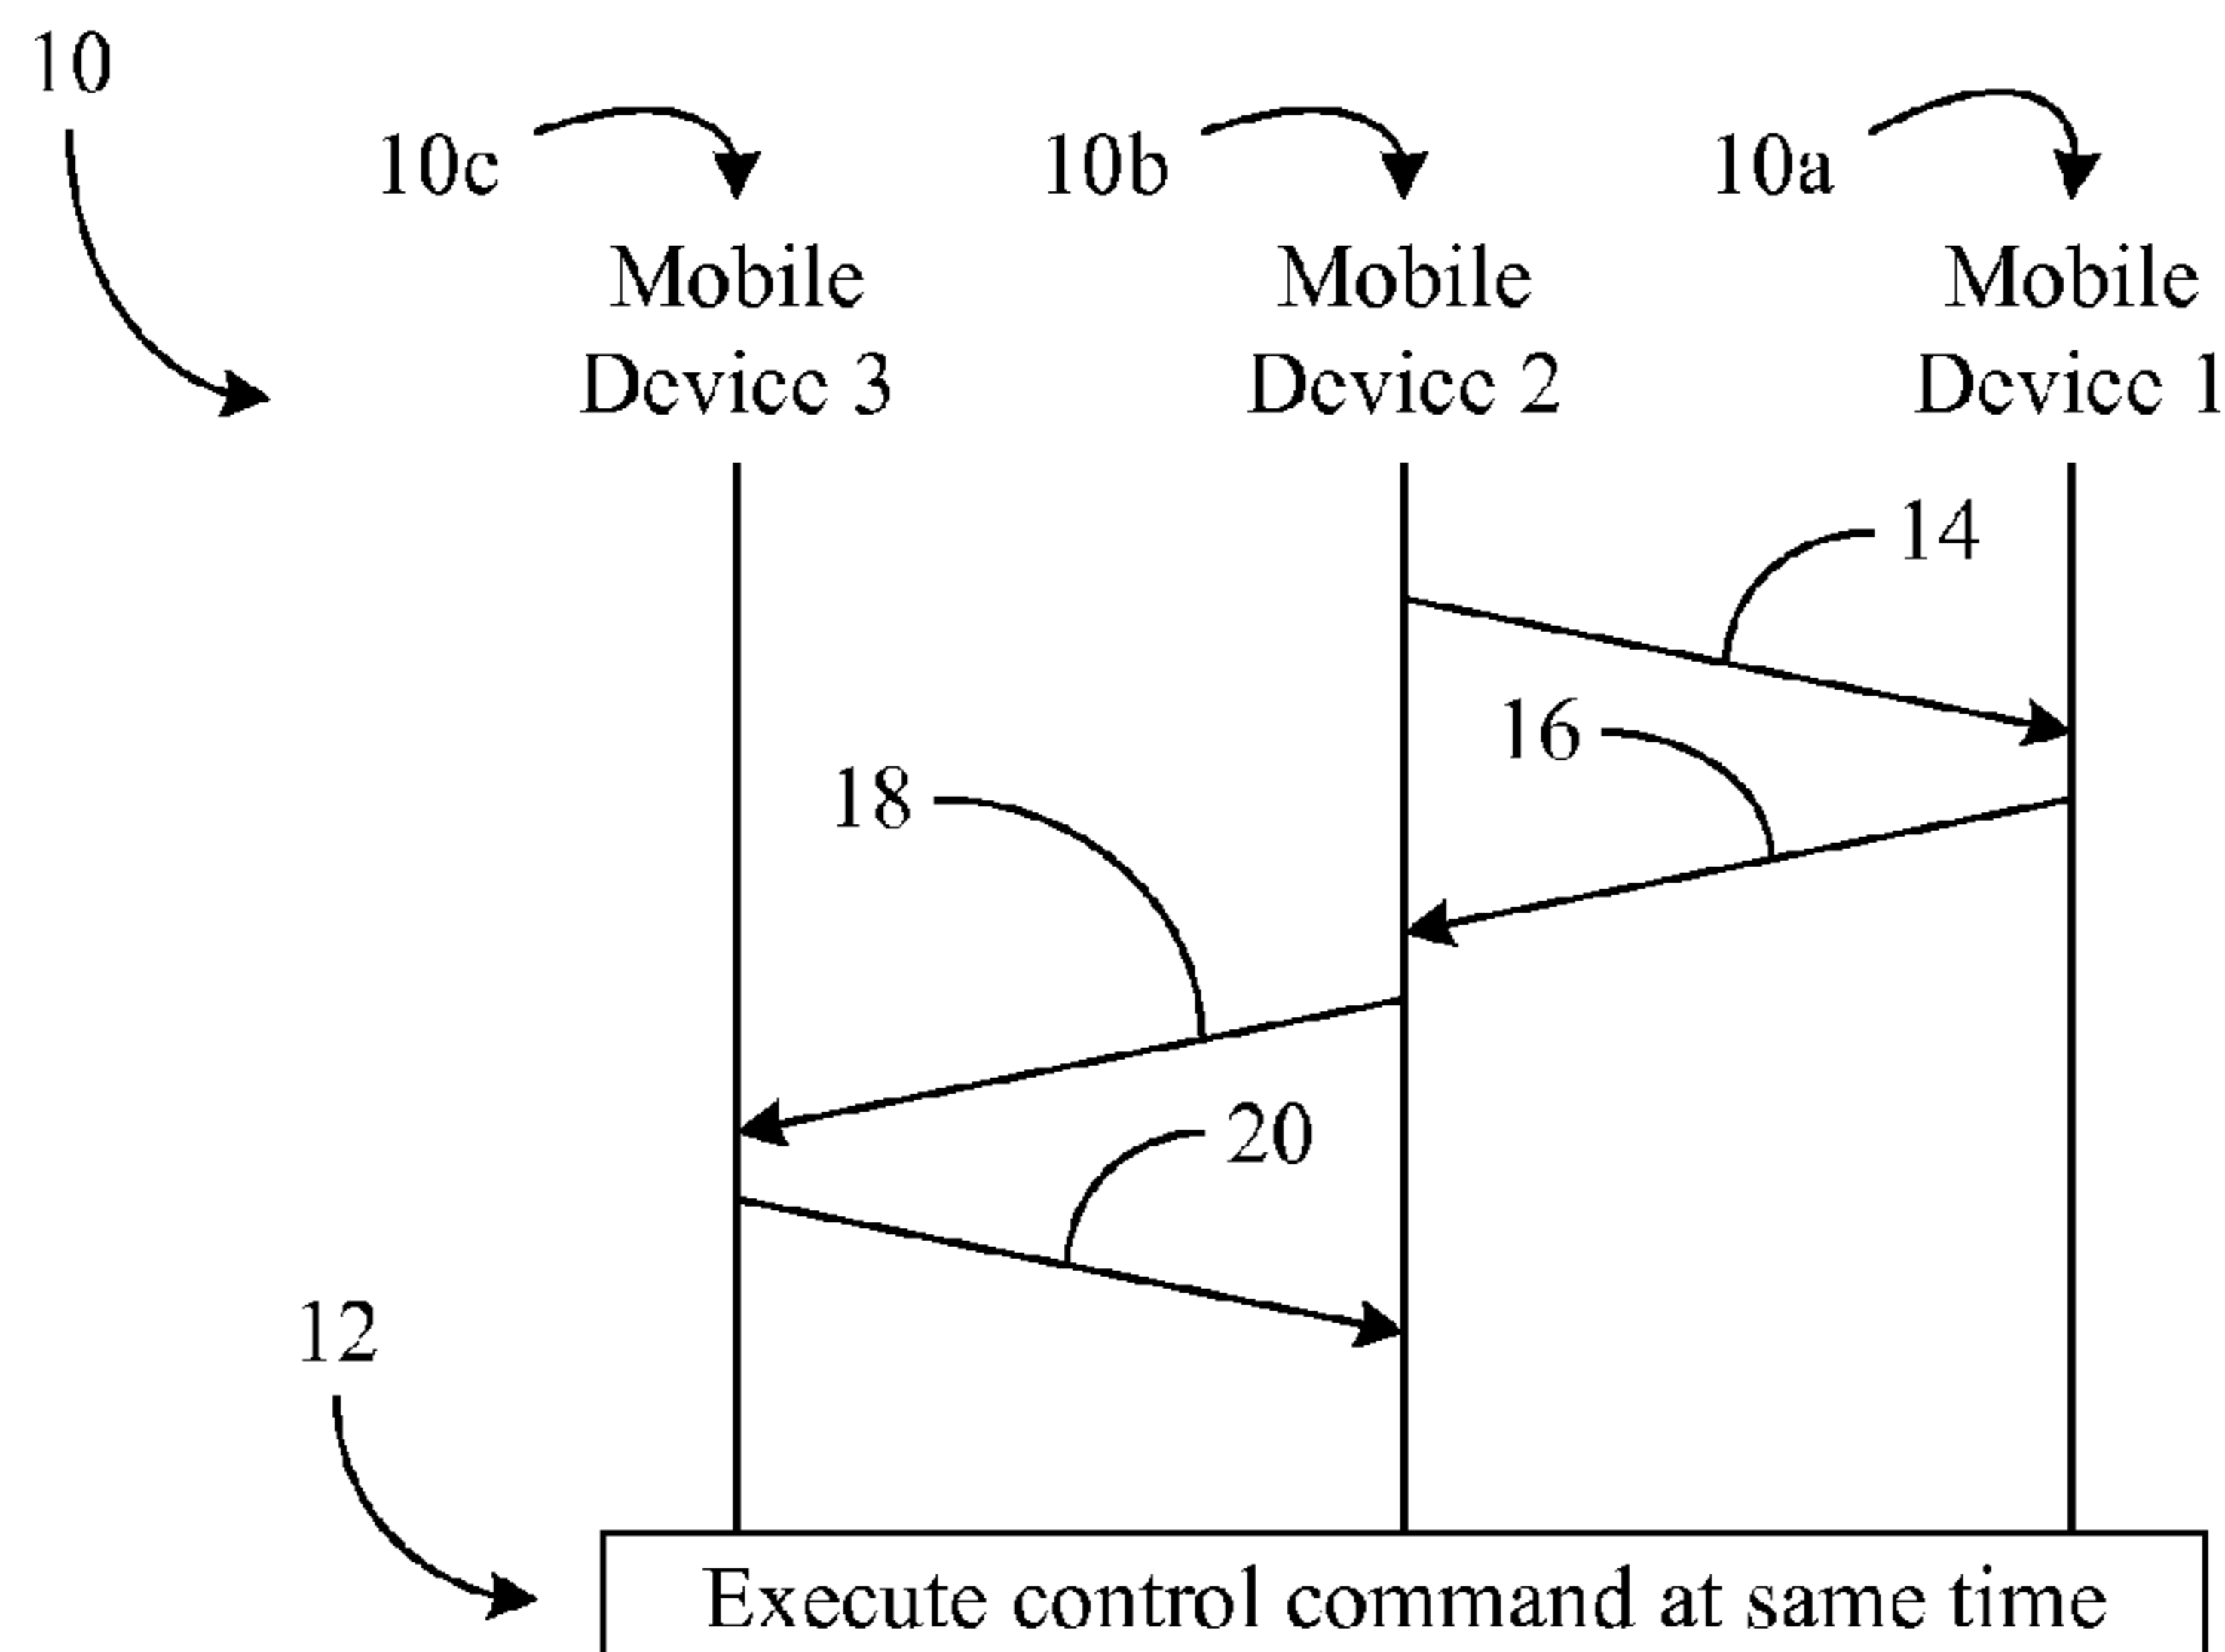 10
10c
10b
10a
Mobile
Device 3
Mobile
Device 2
Mobile
Device 1
14
16
18
20
12
Execute control command at same time